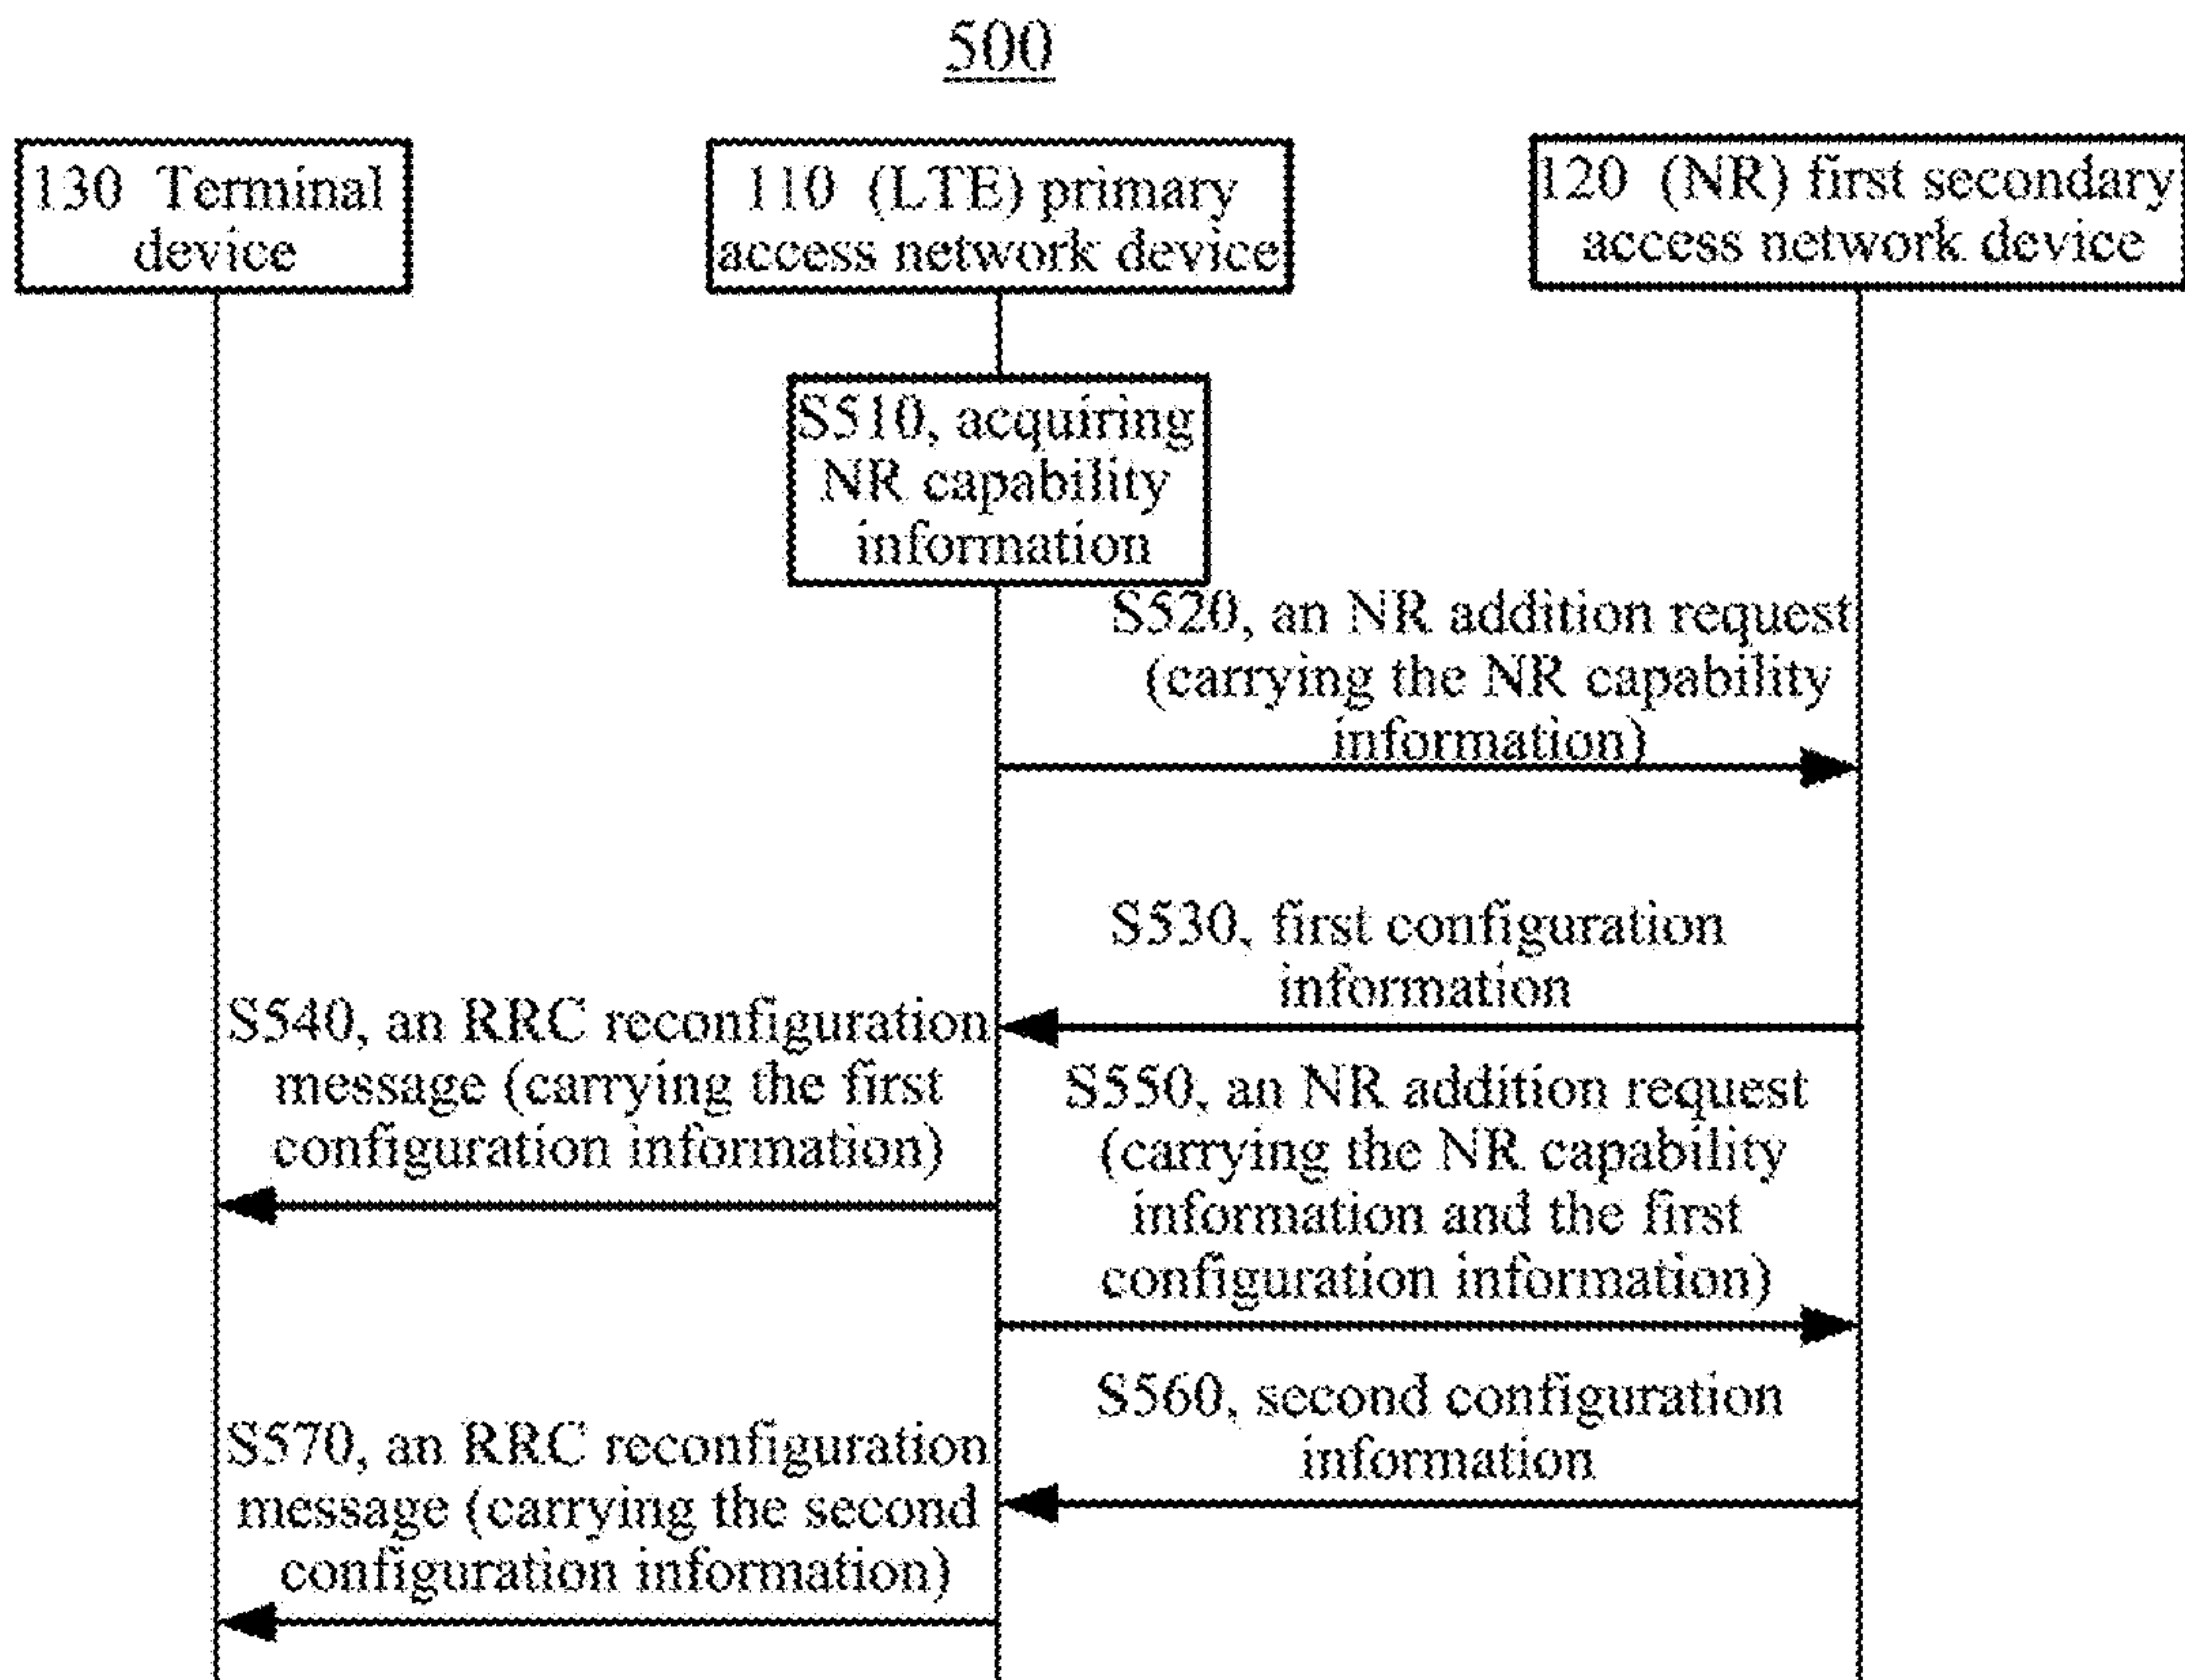 500
130 Terminal
device
110 (LTE) primary
access network device
120 (NR) first secondary
access network device
S510, acquiring
NR capability
information
S520, an NR addition request
(carrying the NR capability
information)
S530, first configuration
information
S540, an RRC reconfiguration
message (carrying the first
configuration information)
S550, an NR addition request
(carrying the NR capability
information and the first
configuration information)
S560, second configuration
information
S570, an RRC reconfiguration
message (carrying the second
configuration information)